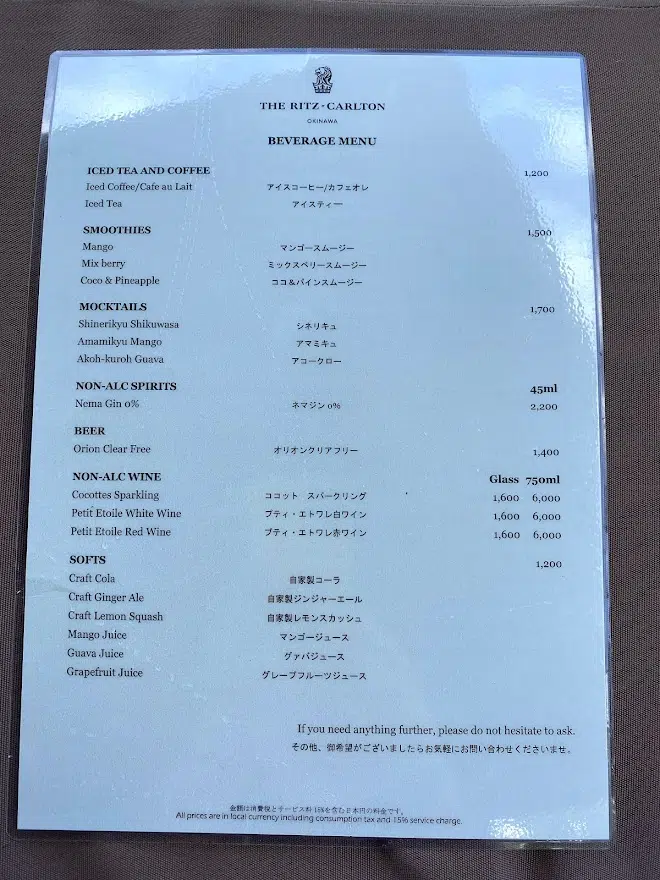 THE RITZ-CARLTON
OKINAWA
BEVERAGE MENU
ICED TEA AND COFFEE 1,200
Iced Coffee/Cafe au Lait アイスコーヒー/カフェオレ
Iced Tea アイスティー
SMOOTHIES 1,500
Mango マンゴースムージー
Mix berry ミックスベリースムージー
Coco & Pineapple ココ&パインスムージー
MOCKTAILS 1,700
Shinerikyu Shikuwasa シネリキュ
Amamikyu Mango アマミキュ
Akoh-kuroh Guava アコークロー
NON-ALC SPIRITS 45ml
Nema Gin 0% ネマジン 0% 2,200
BEER
Orion Clear Free オリオンクリアフリー 1,400
NON-ALC WINE Glass 750ml
Cocottes Sparkling ココット スパークリング 1,600 6,000
Petit Etoile White Wine プティ・エトワレ白ワイン 1,600 6,000
Petit Etoile Red Wine プティ・エトワレ赤ワイン 1,600 6,000
SOFTS 1,200
Craft Cola 自家製コーラ
Craft Ginger Ale 自家製ジンジャーエール
Craft Lemon Squash 自家製レモンスカッシュ
Mango Juice マンゴージュース
Guava Juice グァバジュース
Grapefruit Juice グレープフルーツジュース
If you need anything further, please do not hesitate to ask.
その他、御希望がございましたらお気軽にお問い合わせくださいませ。
金額は消費税とサービス料 15%を含む日本円の料金です。
All prices are in local currency including consumption tax and 15% service charge.